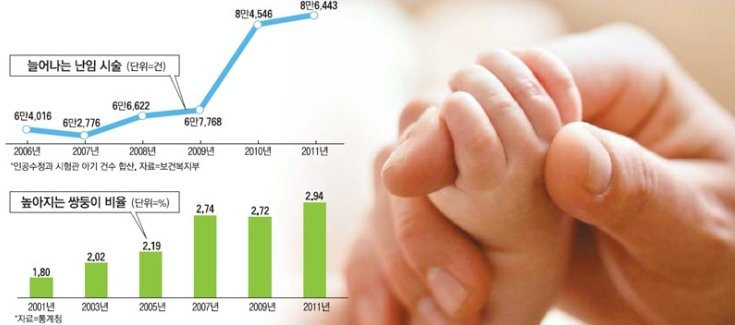 8만4,546 8만6,443
늘어나는 난임 시술 (단위=건)
6만4,016 6만2,776 6만6,622 6만7,768
2006년 2007년 2008년 2009년 2010년 2011년
*인공수정과 시험관 아기 건수 합산, 자료=보건복지부
높아지는 쌍둥이 비율 (단위=%)
1.80 2.02 2.19 2.74 2.72 2.94
2001년 2003년 2005년 2007년 2009년 2011년
*자료=통계청